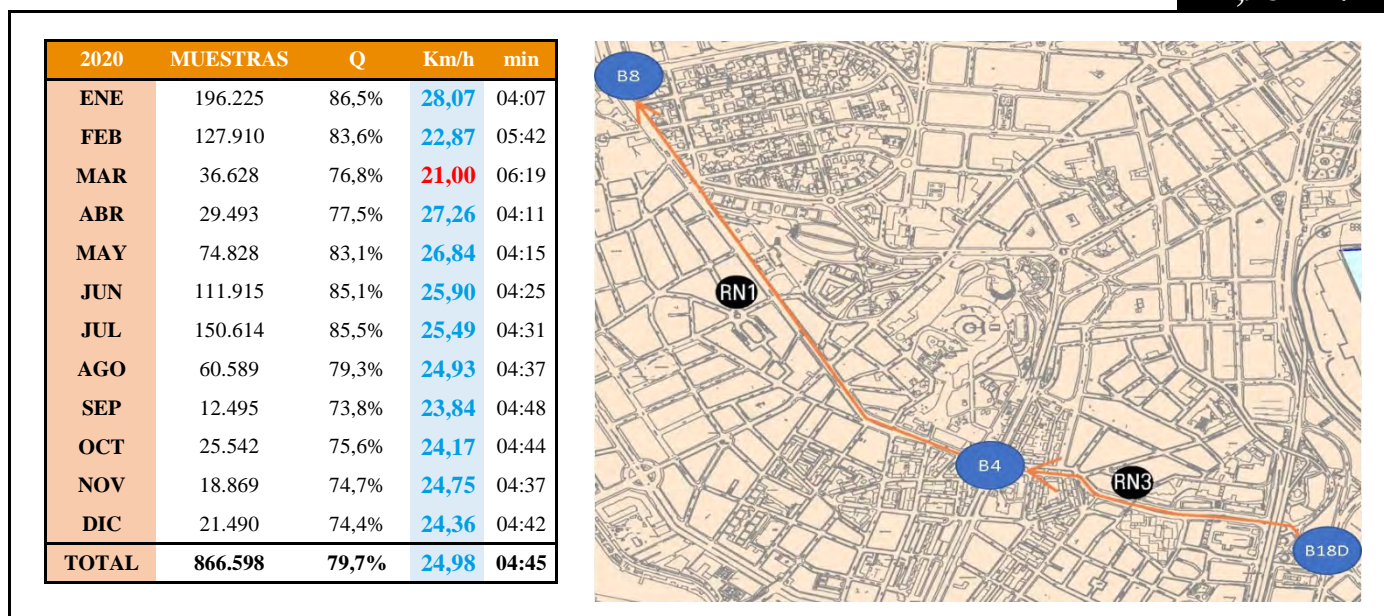 2020 MUESTRAS Q Km/h min
ENE 196.225 86,5% 28,07 04:07
FEB 127.910 83,6% 22,87 05:42
MAR 36.628 76,8% 21,00 06:19
ABR 29.493 77,5% 27,26 04:11
MAY 74.828 83,1% 26,84 04:15
JUN 111.915 85,1% 25,90 04:25
JUL 150.614 85,5% 25,49 04:31
AGO 60.589 79,3% 24,93 04:37
SEP 12.495 73,8% 23,84 04:48
OCT 25.542 75,6% 24,17 04:44
NOV 18.869 74,7% 24,75 04:37
DIC 21.490 74,4% 24,36 04:42
TOTAL 866.598 79,7% 24,98 04:45
B8
RN1
B4
RN3
B18D